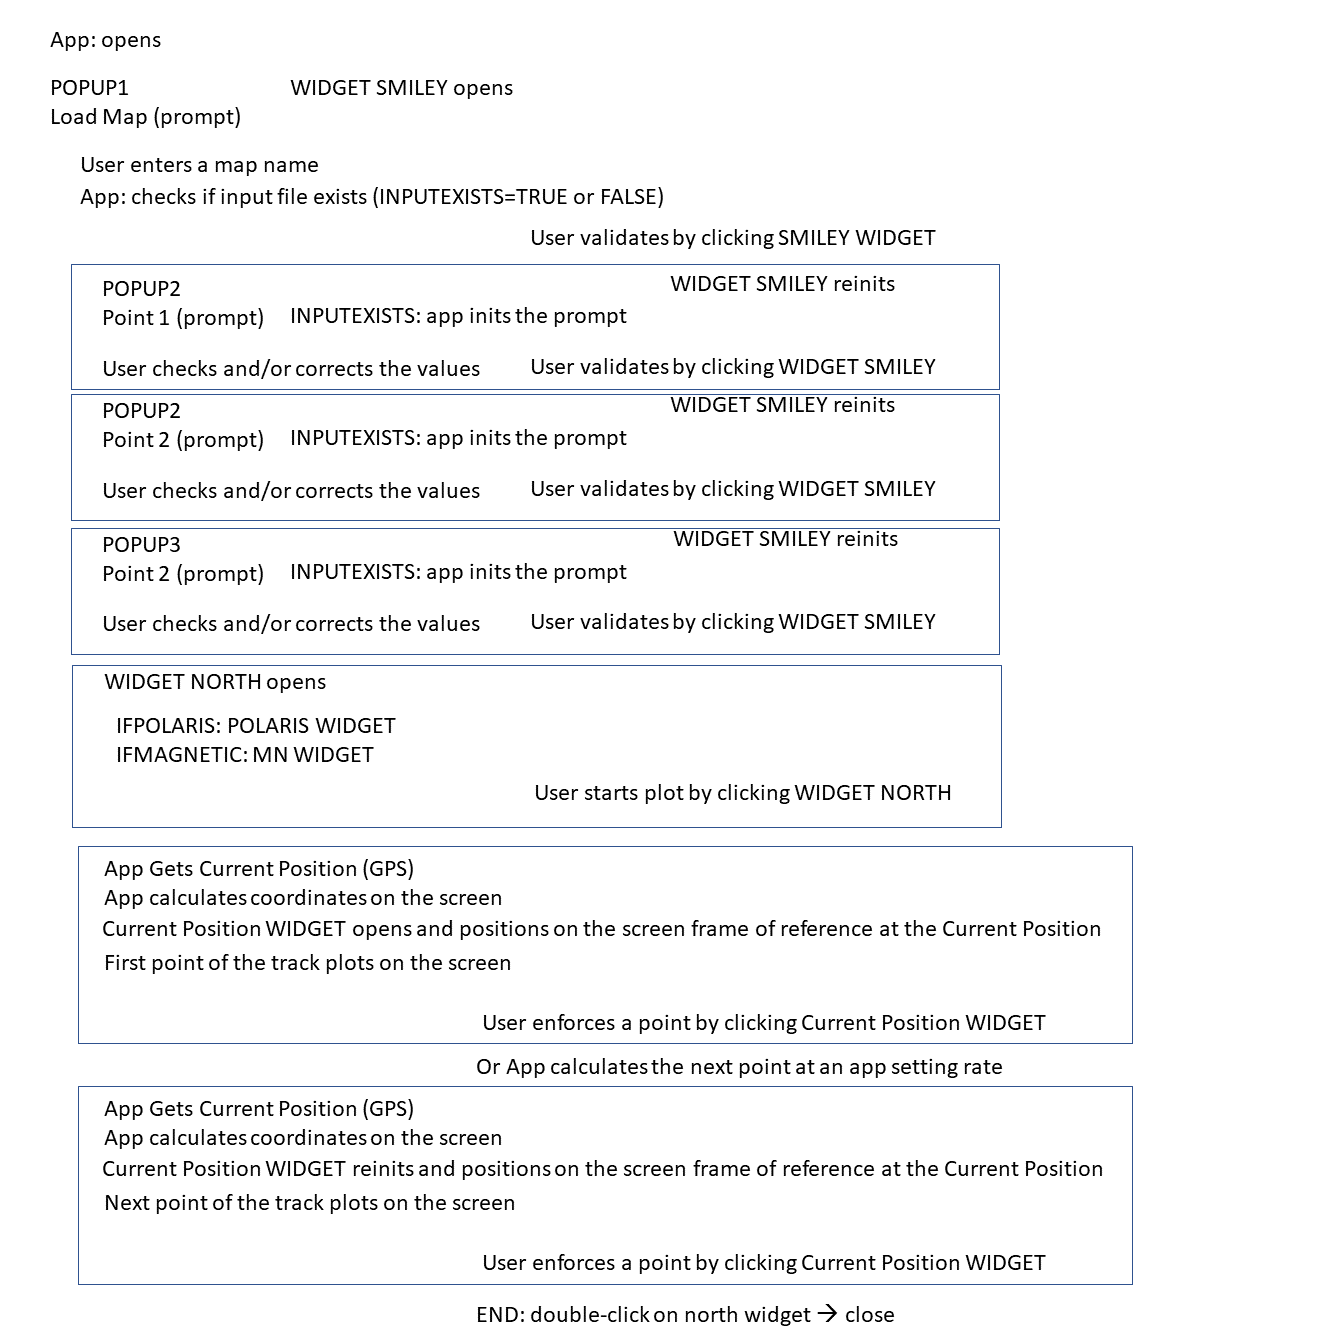 App: opens
POPUP1 WIDGET SMILEY opens
Load Map (prompt)
User enters a map name
App: checks if input file exists (INPUTEXISTS=TRUE or FALSE)
User validates by clicking SMILEY WIDGET
POPUP2 WIDGET SMILEY reinits
Point 1 (prompt) INPUTEXISTS: app inits the prompt
User checks and/or corrects the values User validates by clicking WIDGET SMILEY
POPUP2 WIDGET SMILEY reinits
Point 2 (prompt) INPUTEXISTS: app inits the prompt
User checks and/or corrects the values User validates by clicking WIDGET SMILEY
POPUP3 WIDGET SMILEY reinits
Point 2 (prompt) INPUTEXISTS: app inits the prompt
User checks and/or corrects the values User validates by clicking WIDGET SMILEY
WIDGET NORTH opens
IFPOLARIS: POLARIS WIDGET
IFMAGNETIC: MN WIDGET
User starts plot by clicking WIDGET NORTH
App Gets Current Position (GPS)
App calculates coordinates on the screen
Current Position WIDGET opens and positions on the screen frame of reference at the Current Position
First point of the track plots on the screen
User enforces a point by clicking Current Position WIDGET
Or App calculates the next point at an app setting rate
App Gets Current Position (GPS)
App calculates coordinates on the screen
Current Position WIDGET reinits and positions on the screen frame of reference at the Current Position
Next point of the track plots on the screen
User enforces a point by clicking Current Position WIDGET
END: double-click on north widget → close